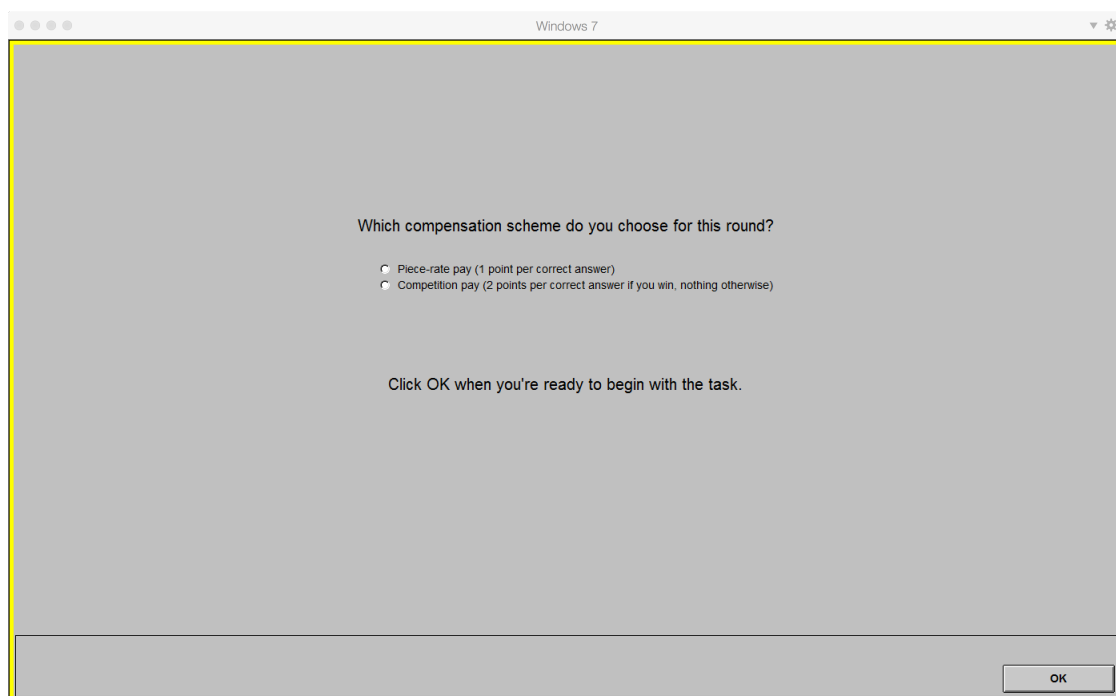 Windows 7
Which compensation scheme do you choose for this round?
Piece-rate pay (1 point per correct answer)
Competition pay (2 points per correct answer if you win, nothing otherwise)
Click OK when you're ready to begin with the task.
OK